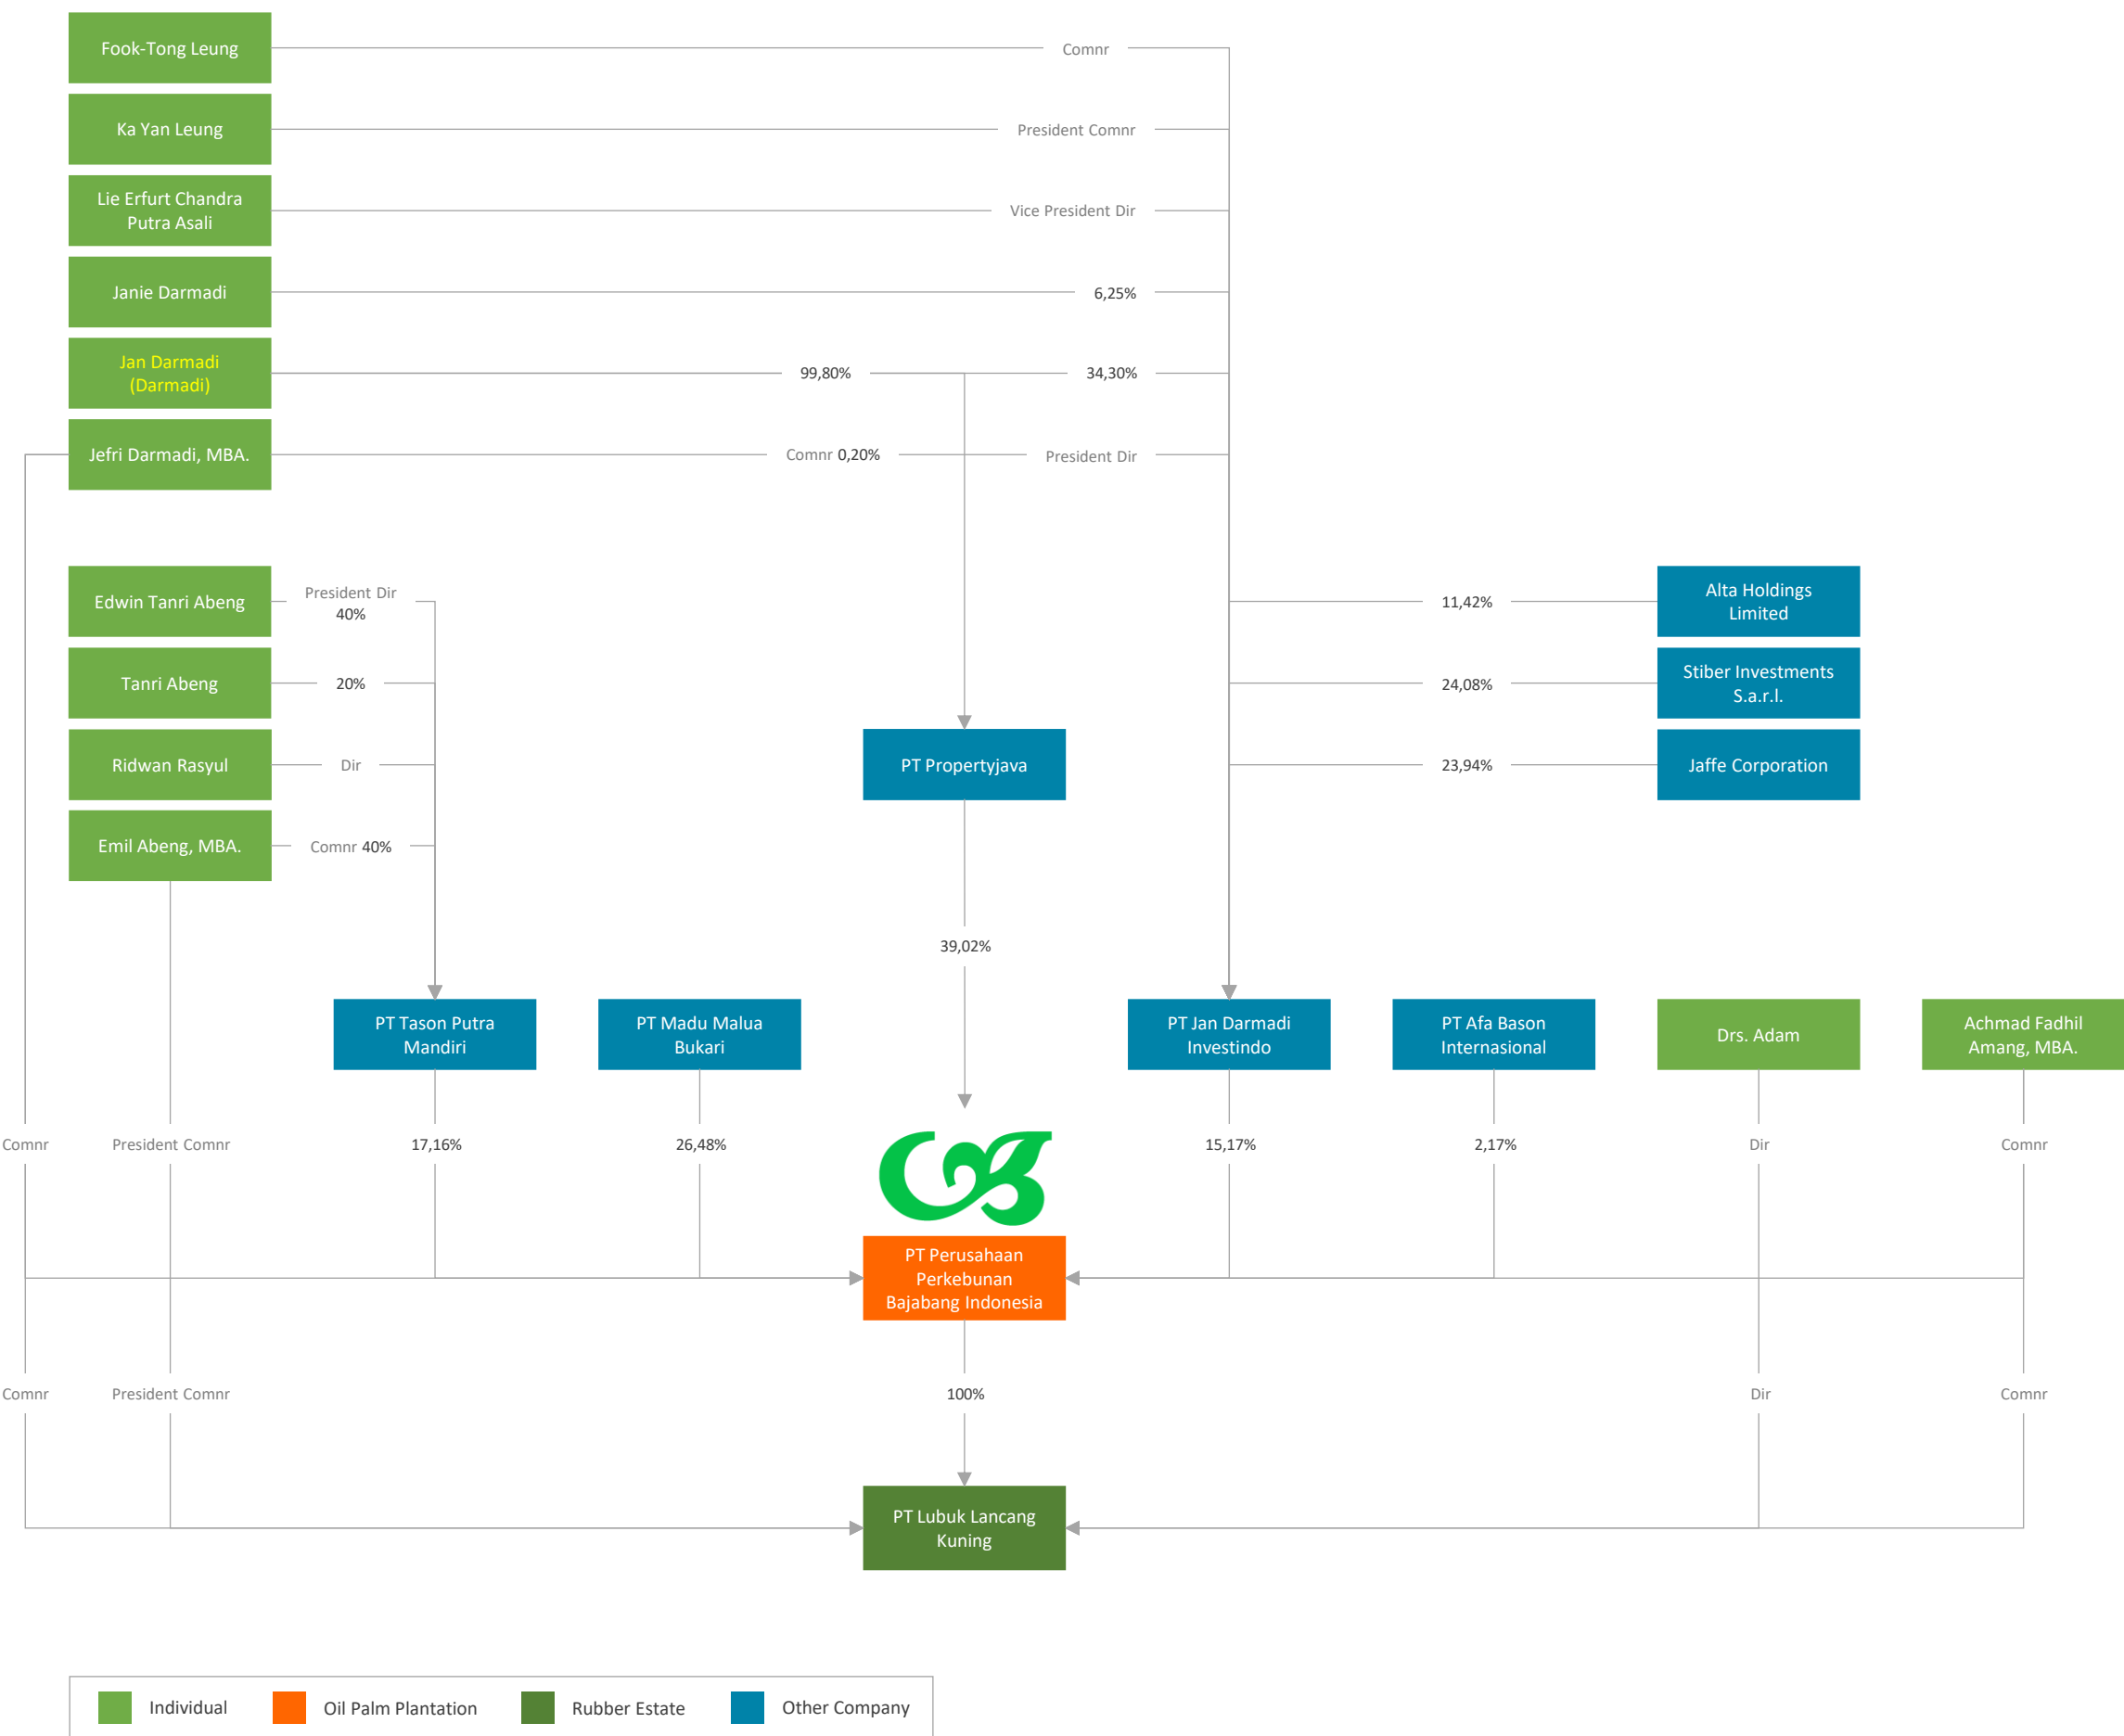 Fook-Tong Leung
Comnr
Ka Yan Leung
President Comnr
Lie Erfurt Chandra
Putra Asali
Vice President Dir
Janie Darmadi
6,25%
Jan Darmadi
(Darmadi)
99,80%
34,30%
Jefri Darmadi, MBA.
Comnr 0,20%
President Dir
Edwin Tanri Abeng
President Dir
40%
11,42%
Alta Holdings
Limited
Tanri Abeng
20%
24,08%
Stiber Investments
S.a.r.l.
Ridwan Rasyul
Dir
PT Propertyjava
23,94%
Jaffe Corporation
Emil Abeng, MBA.
Comnr 40%
39,02%
PT Tason Putra
Mandiri
PT Madu Malua
Bukari
PT Jan Darmadi
Investindo
PT Afa Bason
Internasional
Drs. Adam
Achmad Fadhil
Amang, MBA.
Comnr
President Comnr
17,16%
26,48%
15,17%
2,17%
Dir
Comnr
PT Perusahaan
Perkebunan
Bajabang Indonesia
Comnr
President Comnr
100%
Dir
Comnr
PT Lubuk Lancang
Kuning
Individual
Oil Palm Plantation
Rubber Estate
Other Company